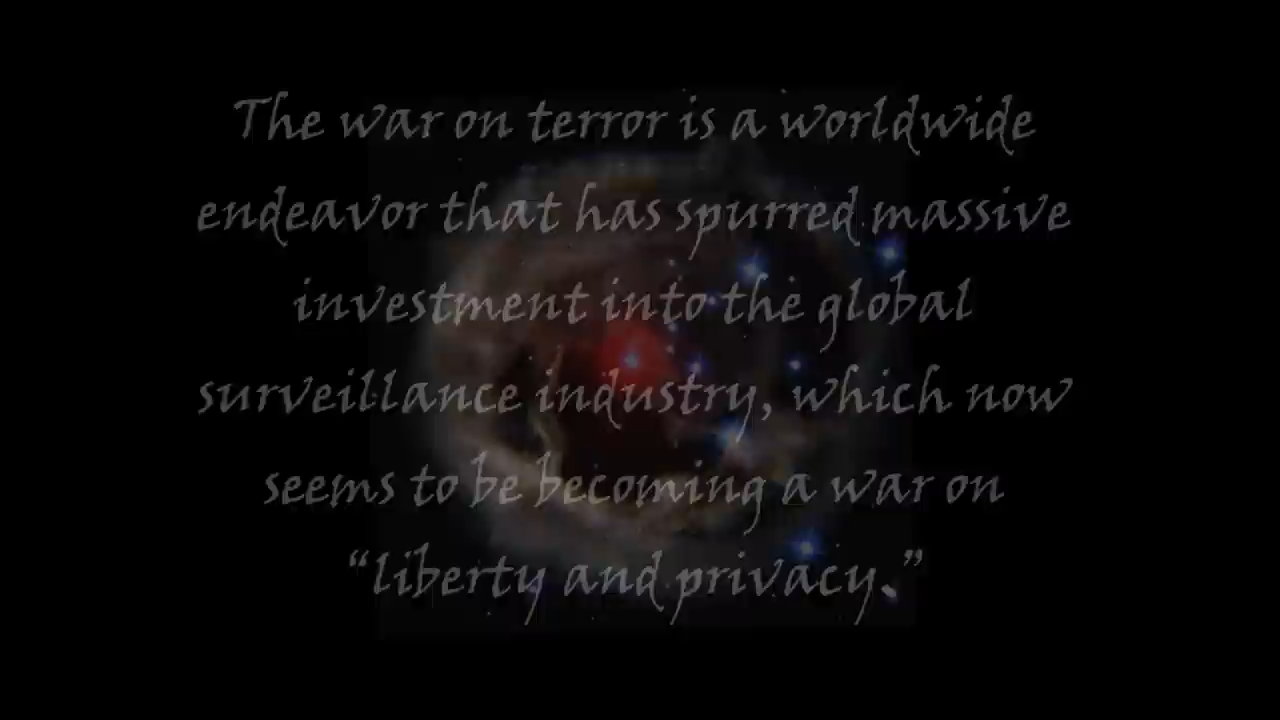 The war on terror is a worldwide
endeavor that has spurred massive
investment into the global
surveillance industry, which now
seems to be becoming a war on
“liberty and privacy.”